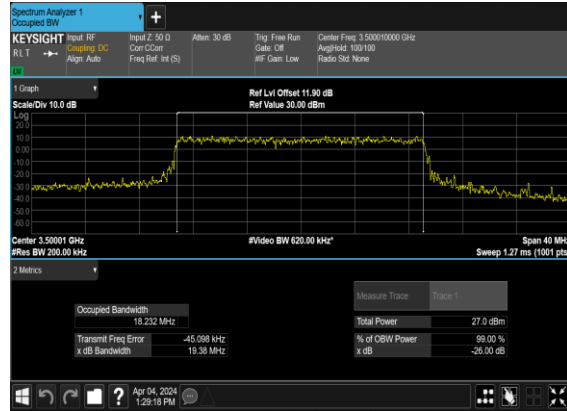 Spectrum Analyzer 1
Occupied BW
KEYSIGHT Input: RF Input Z: 50 Ω Atten: 30 dB Trig: Free Run Center Freq: 3.500010000 GHz
Coupling: DC Corr CCorr Gate: Off Avg|Hold: 100/100
RLT Align: Auto Freq Ref: Int (S) #IF Gain: Low Radio Std: None
1 Graph
Ref Lvl Offset 11.90 dB
Scale/Div 10.0 dB Ref Value 30.00 dBm
Log
20.0
10.0
0.00
-10.0
-20.0
-30.0
-40.0
-50.0
-60.0
Center 3.50001 GHz #Video BW 620.00 kHz* Span 40 MHz
#Res BW 200.00 kHz Sweep 1.27 ms (1001 pts)
2 Metrics
Measure Trace Trace 1
Occupied Bandwidth
18.232 MHz Total Power 27.0 dBm
Transmit Freq Error -45.098 kHz % of OBW Power 99.00 %
x dB Bandwidth 19.38 MHz x dB -26.00 dB
? Apr 04, 2024
1:29:18 PM